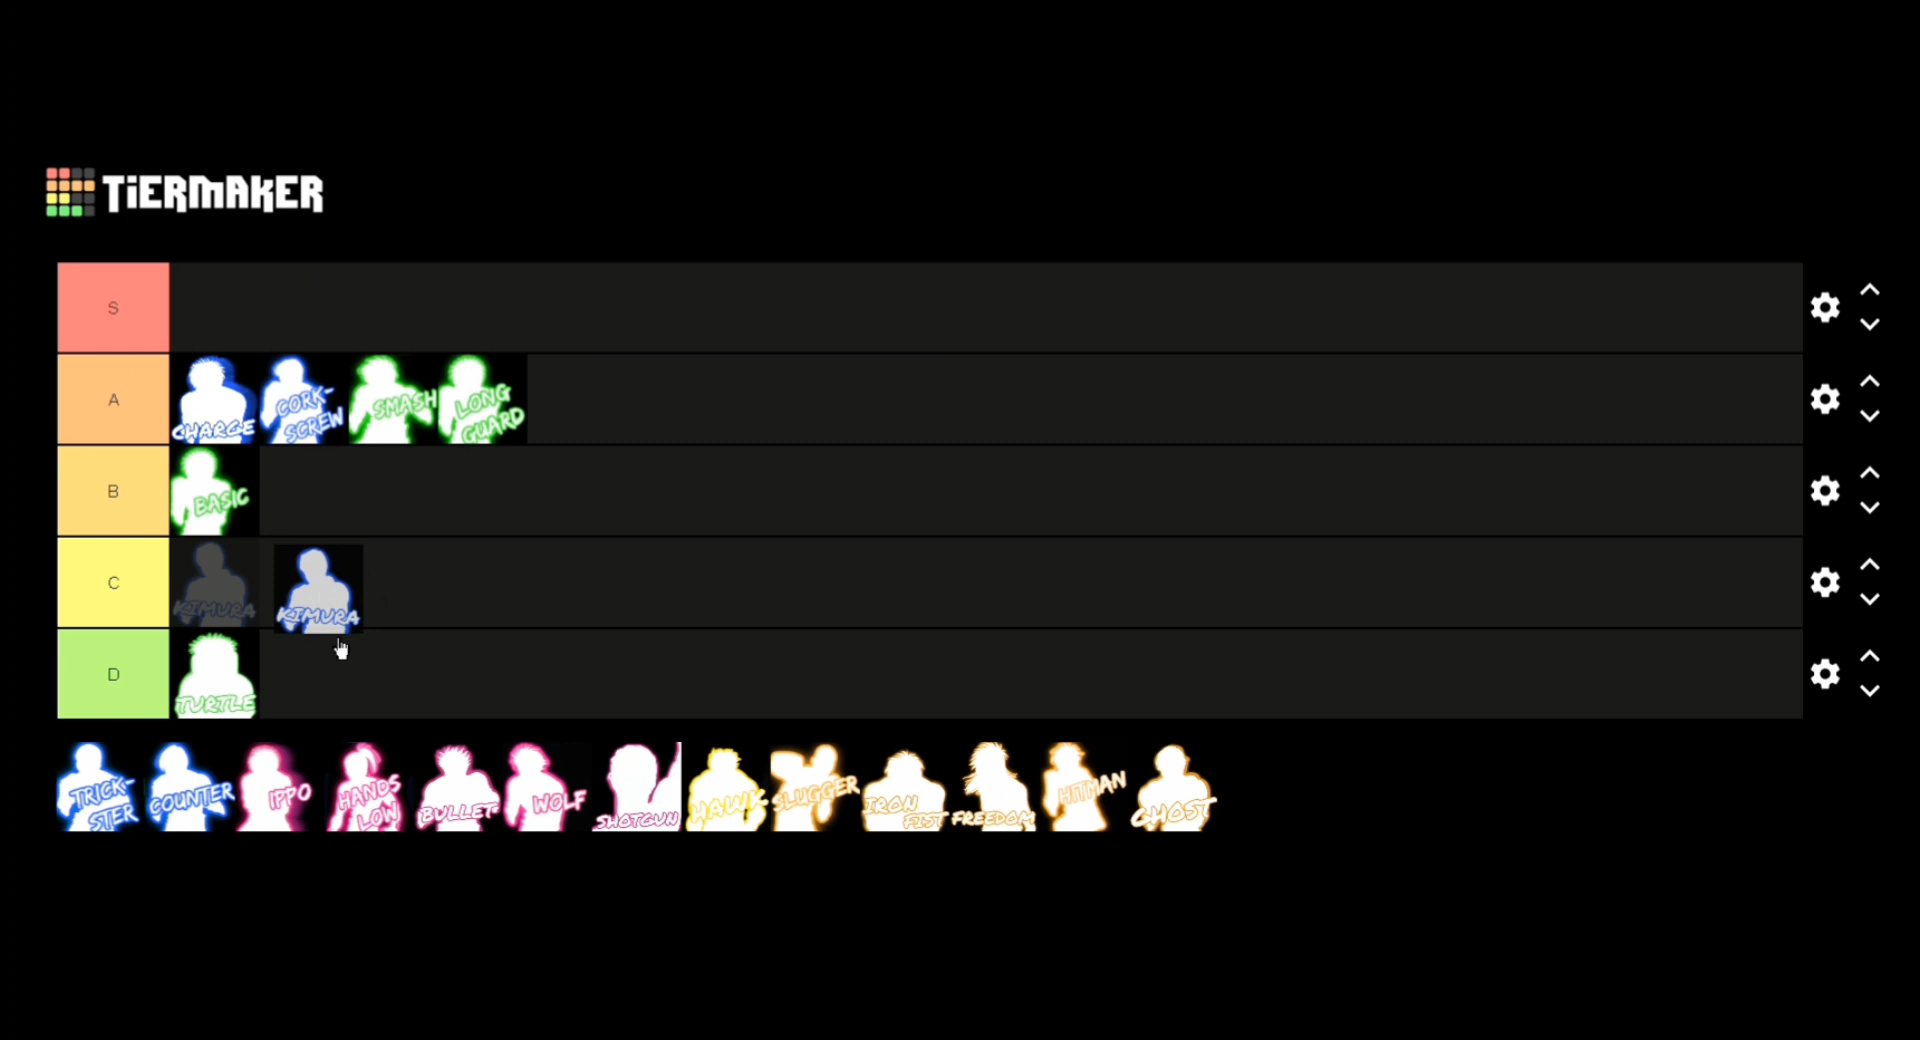 TiERMAKER
S
A
CHARGE
CORK-
SCREW
SMASH
LONG
GUARD
B
BASIC
C
KIMURA
KIMURA
D
TURTLE
TRICK-
STER
COUNTER
IPPO
HANDS
LOW
BULLET
WOLF
SHOTGUN
HAWK
SLUGGER
IRON
FIST
FREEDOM
HITMAN
GHOST